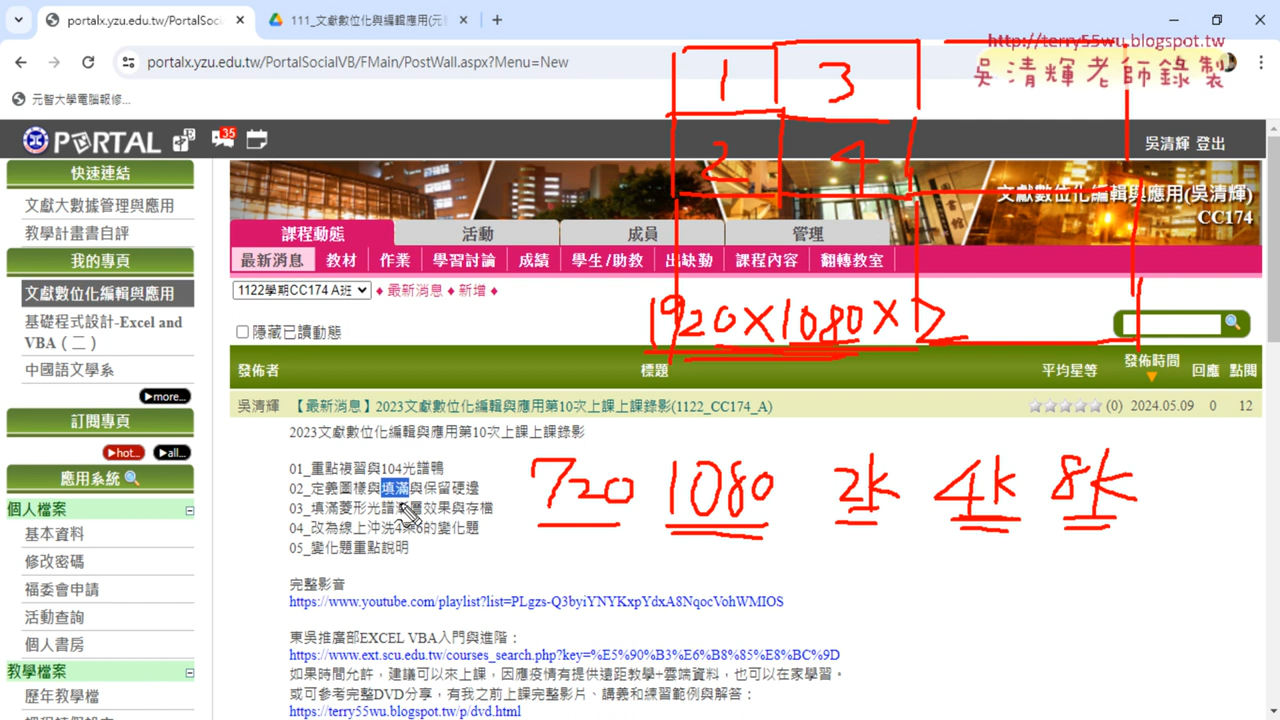 portalx.yzu.edu.tw/PortalSoci
111_文獻數位化與編輯應用(元
http://terry55wu.blogspot.tw
吳清輝老師錄製
portalx.yzu.edu.tw/PortalSocialVB/FMain/PostWall.aspx?Menu=New
元智大學電腦報修...
1 3
2 4
PORTAL
35
吳清輝 登出
快速連結
文獻大數據管理與應用
教學計畫書自評
我的專頁
文獻數位化編輯與應用
基礎程式設計-Excel and
VBA（二）
中國語文學系
more...
訂閱專頁
hot...
all...
應用系統
個人檔案
基本資料
修改密碼
福委會申請
活動查詢
個人書房
教學檔案
歷年教學檔
文獻數位化編輯與應用(吳清輝)
CC174
課程動態 活動 成員 管理
最新消息 教材 作業 學習討論 成績 學生/助教 出缺勤 課程內容 翻轉教室
1122學期CC174 A班 ♦ 最新消息 ♦ 新增 ♦
1920×1080×
隱藏已讀動態
發佈者 標題 平均星等 發佈時間 回應 點閱
吳清輝 【最新消息】2023文獻數位化編輯與應用第10次上課上課錄影(1122_CC174_A) (0) 2024.05.09 0 12
2023文獻數位化編輯與應用第10次上課上課錄影
01_重點複習與104光譜鴨
02_定義圖樣與填滿與保留硬邊
03_填滿菱形光譜漸層效果與存檔
04_改為線上沖洗4乘6的變化題
05_變化題重點說明
720 1080 2K 4K 8K
完整影音
https://www.youtube.com/playlist?list=PLgzs-Q3byiYNYKxpYdxA8NqocVohWMIOS
東吳推廣部EXCEL VBA入門與進階：
https://www.ext.scu.edu.tw/courses_search.php?key=%E5%90%B3%E6%B8%85%E8%BC%9D
如果時間允許，建議可以來上課，因應疫情有提供遠距教學+雲端資料，也可以在家學習。
或可參考完整DVD分享，有我之前上課完整影片、講義和練習範例與解答：
https://terry55wu.blogspot.tw/p/dvd.html